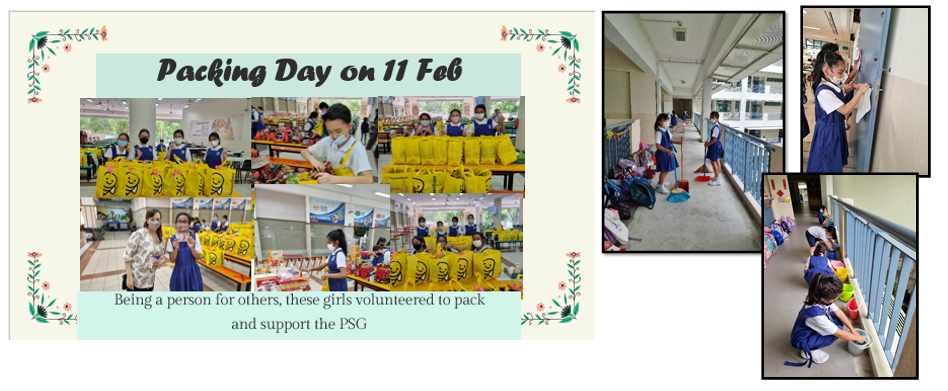 Packing Day on 11 Feb
Being a person for others, these girls volunteered to pack
and support the PSG